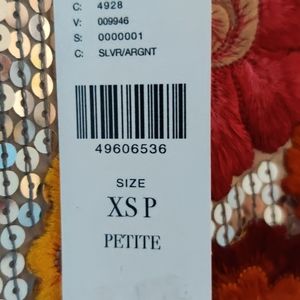 C: 4928
V: 009946
S: 0000001
C: SLVR/ARGNT
49606536
SIZE
XS P
PETITE